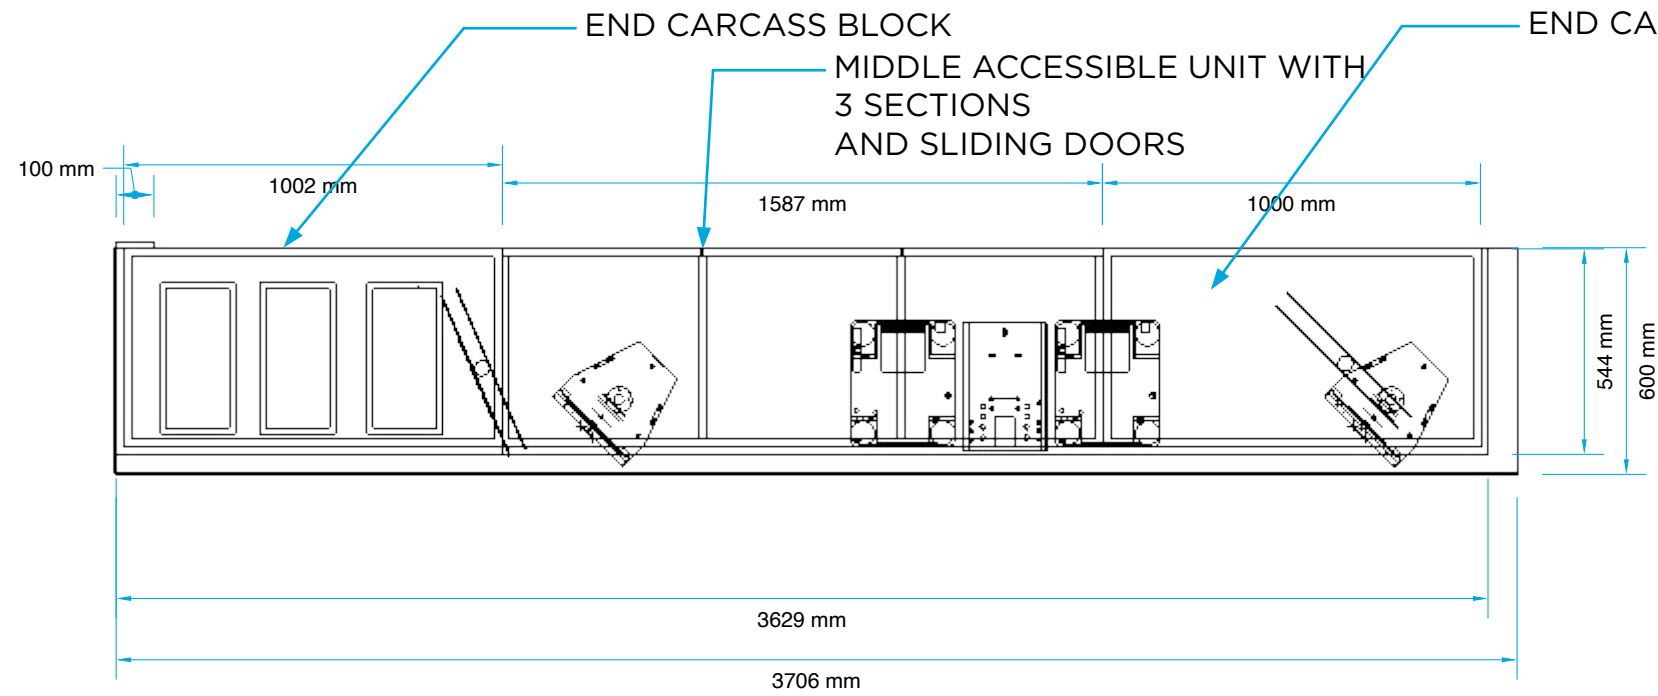 END CARCASS BLOCK
END CA
MIDDLE ACCESSIBLE UNIT WITH
3 SECTIONS
AND SLIDING DOORS
100 mm
1002 mm
1587 mm
1000 mm
544 mm
600 mm
3629 mm
3706 mm